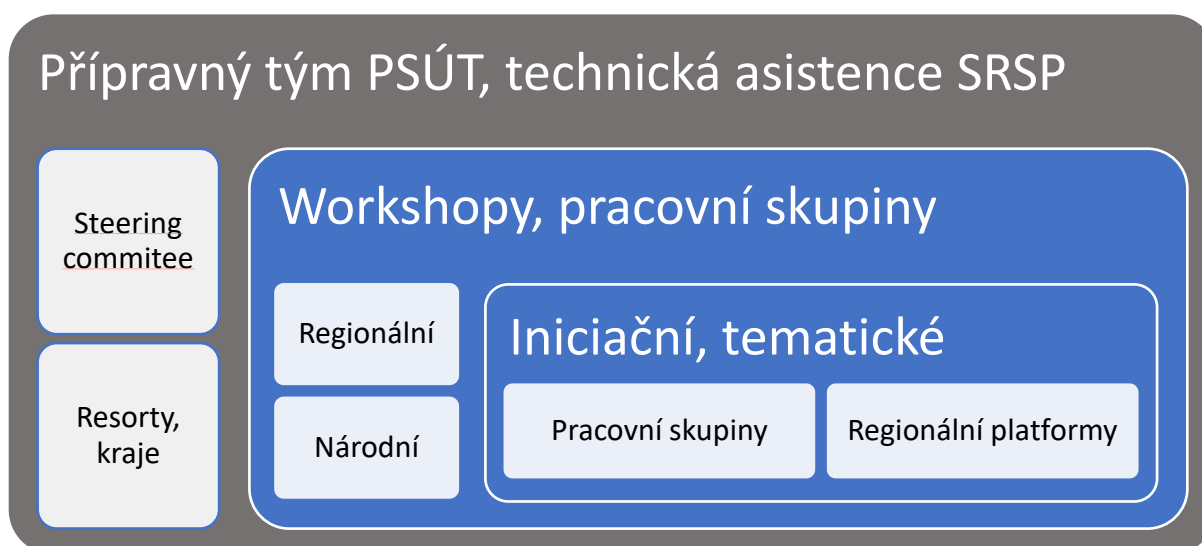 Přípravný tým PSÚT, technická asistence SRSP
Steering
commitee
Resorty,
kraje
Workshopy, pracovní skupiny
Regionální
Národní
Iniciační, tematické
Pracovní skupiny
Regionální platformy